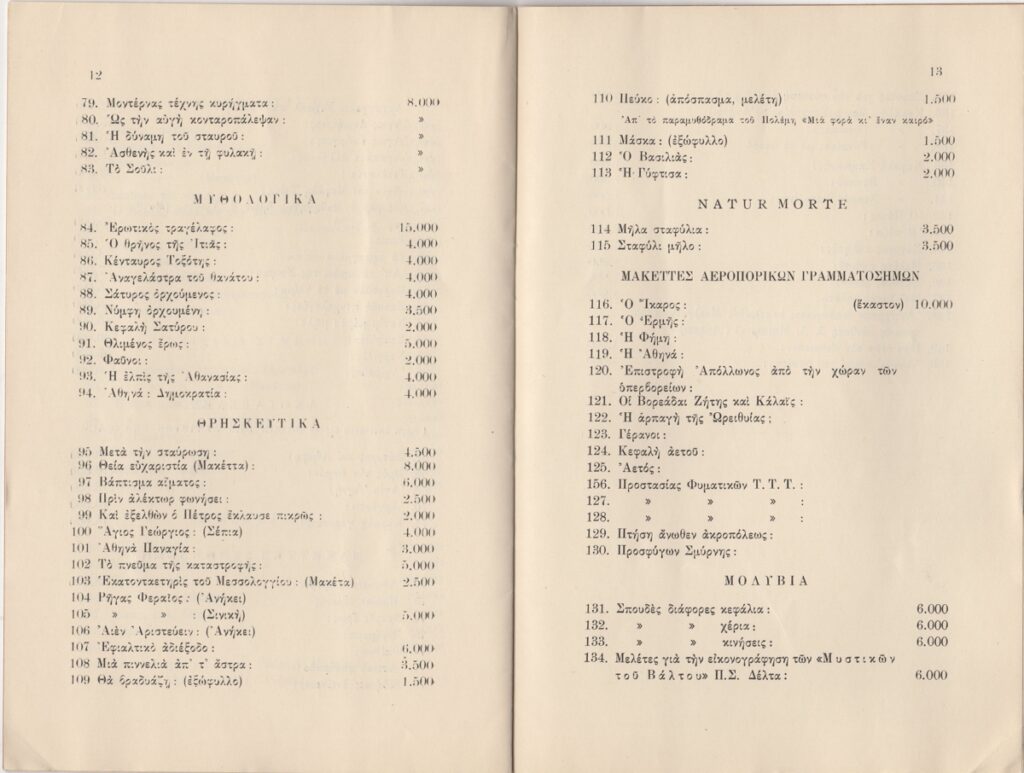 12
79. Μοντέρνας τέχνης κυρήγματα : 8.000
80. Ὡς τὴν αὐγὴ κονταροπάλεψαν : »
81. Ἡ δύναμη τοῦ σταυροῦ : »
82. Ἀσθενὴς καὶ ἐν τῇ φυλακῇ : »
83. Τὸ Σοῦλι : »
ΜΥΘΟΛΟΓΙΚΑ
84. Ἐρωτικὸς τραγέλαφος : 15.000
85. Ὁ θρῆνος τῆς Ἰτιᾶς : 4.000
86. Κένταυρος Τοξότης : 4.000
87. Ἀναγελάστρα τοῦ θανάτου : 4.000
88. Σάτυρος ὀρχούμενος : 4.000
89. Νύμφη ὀρχουμένη : 3.500
90. Κεφαλὴ Σατύρου : 2.000
91. Θλιμένος ἔρως : 5.000
92. Φαῦνοι : 2.000
93. Ἡ ἐλπὶς τῆς Ἀθανασίας : 4.000
94. Ἀθηνᾶ : Δημοκρατία : 4.000
ΘΡΗΣΚΕΥΤΙΚΑ
95 Μετὰ τὴν σταύρωση : 4.500
96 Θεία εὐχαριστία (Μακέττα) : 8.000
97 Βάπτισμα αἵματος : 6.000
98 Πρὶν ἀλέκτωρ φωνήσει : 2.500
99 Καὶ ἐξελθὼν ὁ Πέτρος ἔκλαυσε πικρῶς : 2.000
100 Ἅγιος Γεώργιος : (Σέπια) 4.000
101 Ἀθηνᾶ Παναγία : 3.000
102 Τὸ πνεῦμα τῆς καταστροφῆς : 5.000
103 Ἑκατονταετηρὶς τοῦ Μεσσολογγίου : (Μακέτα) 2.500
104 Ρήγας Φεραῖος : (Ἀνήκει)
105 » » : (Σινικὴ) 5.000
106 Αἰὲν Ἀριστεύειν : (Ἀνήκει)
107 Ἐφιαλτικὸ ἀδιέξοδο : 6.000
108 Μιὰ πιννελιὰ ἀπ᾽ τ᾽ ἄστρα : 3.500
109 Θὰ βραδυάζῃ : (ἐξώφυλλο) 1.500
13
110 Πεύκο : (ἀπόσπασμα, μελέτη) 1.500
Ἀπ᾽ τὸ παραμυθόδραμα τοῦ Πολέμη «Μιὰ φορὰ κι᾽ ἕναν καιρὸ»
111 Μάσκα : (ἐξώφυλλο) 1.500
112 Ὁ Βασιλιᾶς : 2.000
113 Ἡ Γύφτισα : 2.000
NATUR MORTE
114 Μῆλα σταφύλια : 3.500
115 Σταφύλι μῆλο : 3.500
ΜΑΚΕΤΤΕΣ ΑΕΡΟΠΟΡΙΚΩΝ ΓΡΑΜΜΑΤΟΣΗΜΩΝ
116. Ὁ Ἴκαρος : (ἕκαστον) 10.000
117. Ὁ Ἑρμῆς :
118. Ἡ Φήμη :
119. Ἡ Ἀθηνᾶ :
120. Ἐπιστροφὴ Ἀπόλλωνος ἀπὸ τὴν χώραν τῶν
ὑπερβορείων :
121. Οἱ Βορεάδαι Ζήτης καὶ Κάλαϊς :
122. Ἡ ἁρπαγὴ τῆς Ὠρειθυίας ;
123. Γέρανοι :
124. Κεφαλὴ ἀετοῦ :
125. Ἀετὸς :
156. Προστασίας Φυματικῶν Τ. Τ. Τ. :
127. » » » :
128. » » » :
129. Πτήση ἄνωθεν ἀκροπόλεως :
130. Προσφύγων Σμύρνης :
ΜΟΛΥΒΙΑ
131. Σπουδὲς διάφορες κεφάλια : 6.000
132. » » χέρια : 6.000
133. » » κινήσεις : 6.000
134. Μελέτες γιὰ τὴν εἰκονογράφηση τῶν «Μυστικῶν
τοῦ Βάλτου» Π.Σ. Δέλτα : 6.000